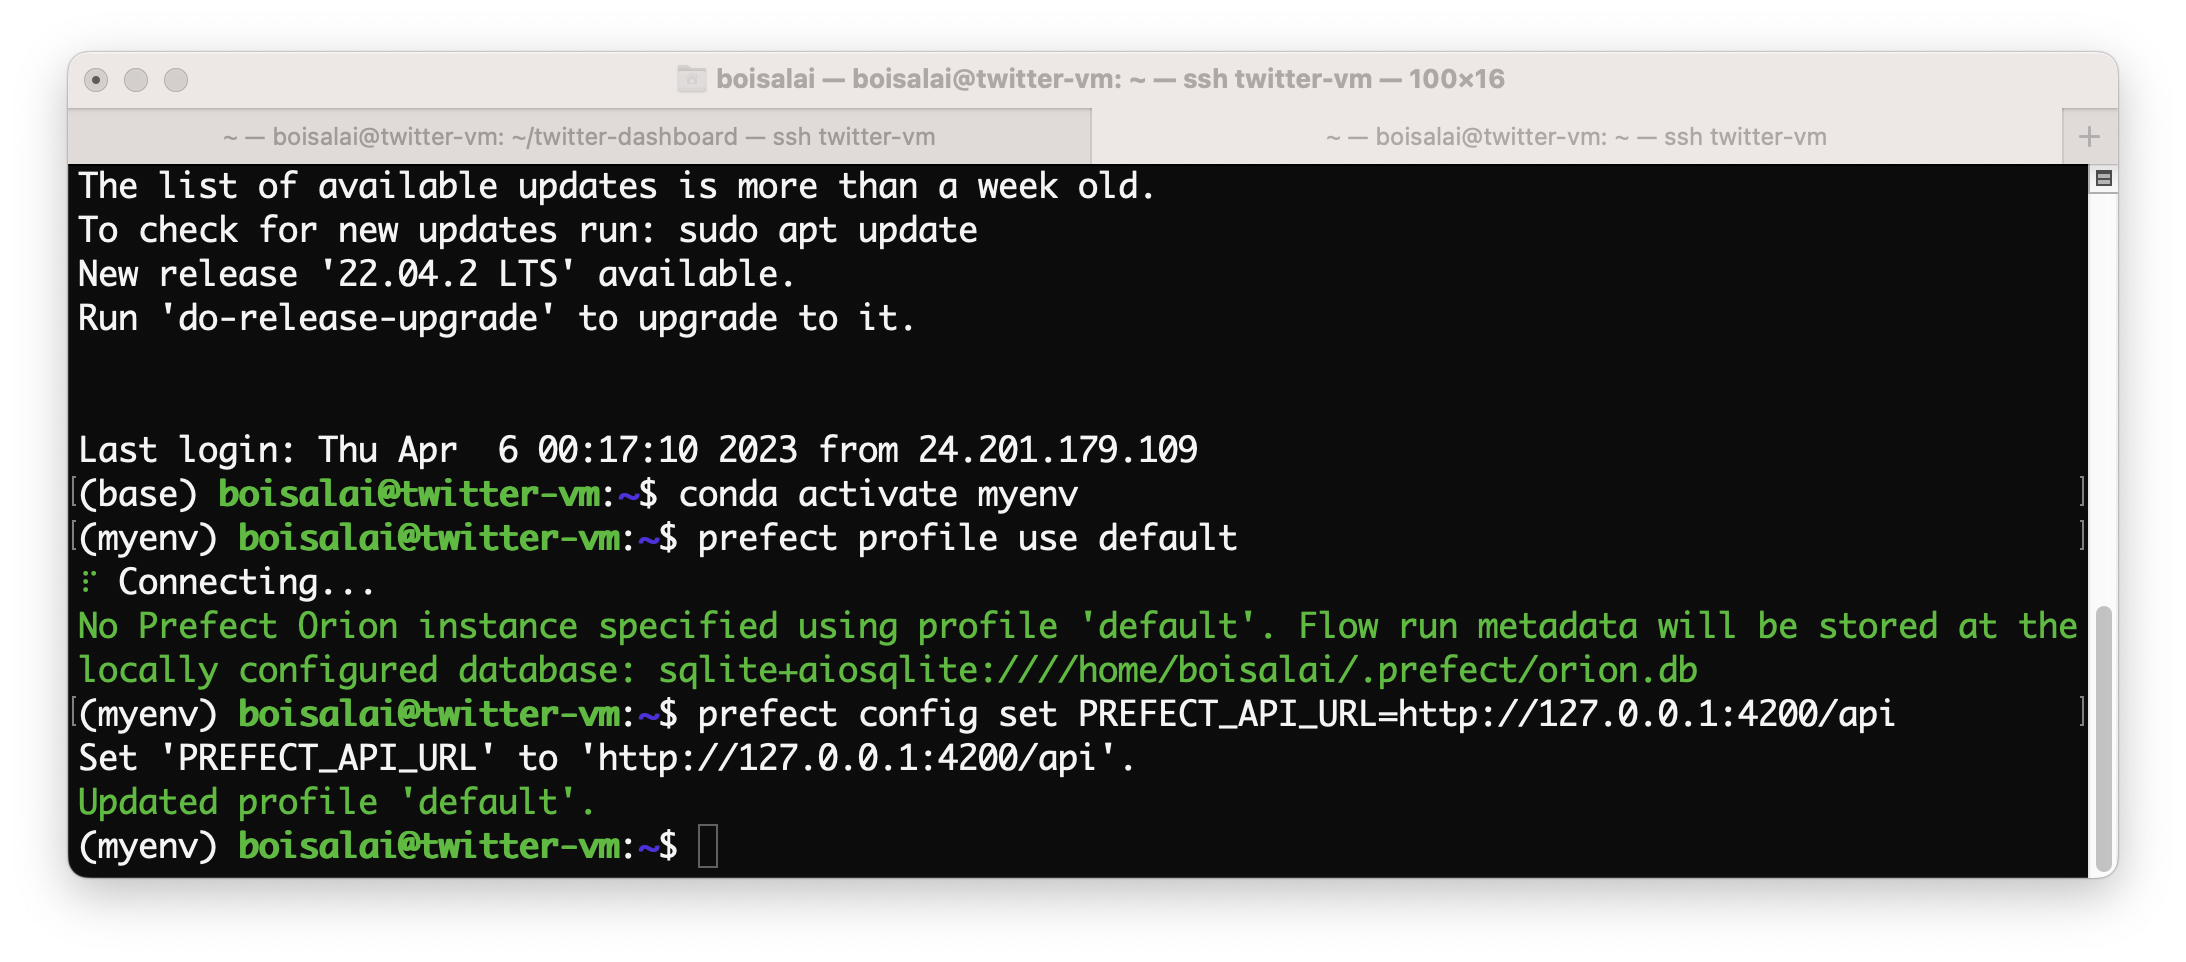 boisalai — boisalai@twitter-vm: ~ — ssh twitter-vm — 100×16
~ — boisalai@twitter-vm: ~/twitter-dashboard — ssh twitter-vm
~ — boisalai@twitter-vm: ~ — ssh twitter-vm
+
The list of available updates is more than a week old.
To check for new updates run: sudo apt update
New release '22.04.2 LTS' available.
Run 'do-release-upgrade' to upgrade to it.
Last login: Thu Apr  6 00:17:10 2023 from 24.201.179.109
[(base) boisalai@twitter-vm:~$ conda activate myenv ]
[(myenv) boisalai@twitter-vm:~$ prefect profile use default ]
⠏ Connecting...
No Prefect Orion instance specified using profile 'default'. Flow run metadata will be stored at the
locally configured database: sqlite+aiosqlite:////home/boisalai/.prefect/orion.db
[(myenv) boisalai@twitter-vm:~$ prefect config set PREFECT_API_URL=http://127.0.0.1:4200/api ]
Set 'PREFECT_API_URL' to 'http://127.0.0.1:4200/api'.
Updated profile 'default'.
(myenv) boisalai@twitter-vm:~$